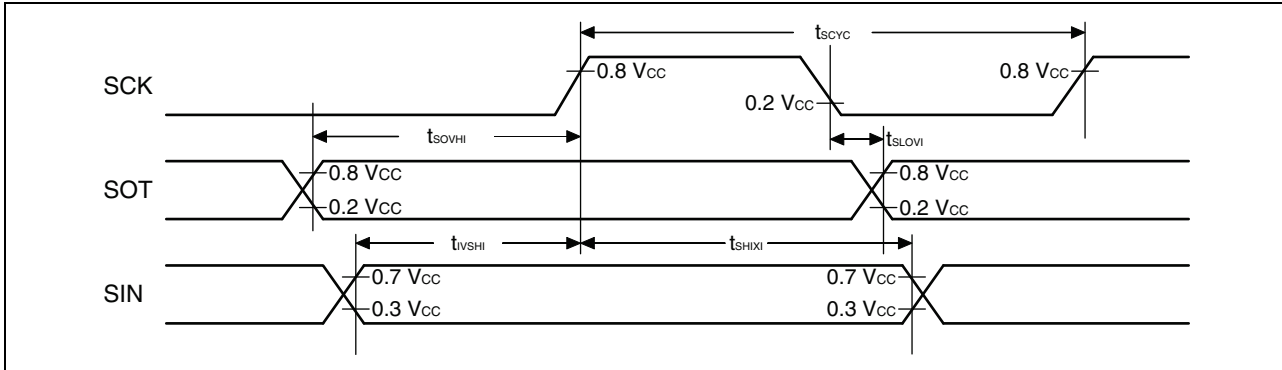 tSCYC
SCK
0.8 VCC
0.8 VCC
0.2 VCC
tSOVHI
tSLOVI
SOT
0.8 VCC
0.8 VCC
0.2 VCC
0.2 VCC
tIVSHI
tSHIXI
SIN
0.7 VCC
0.7 VCC
0.3 VCC
0.3 VCC